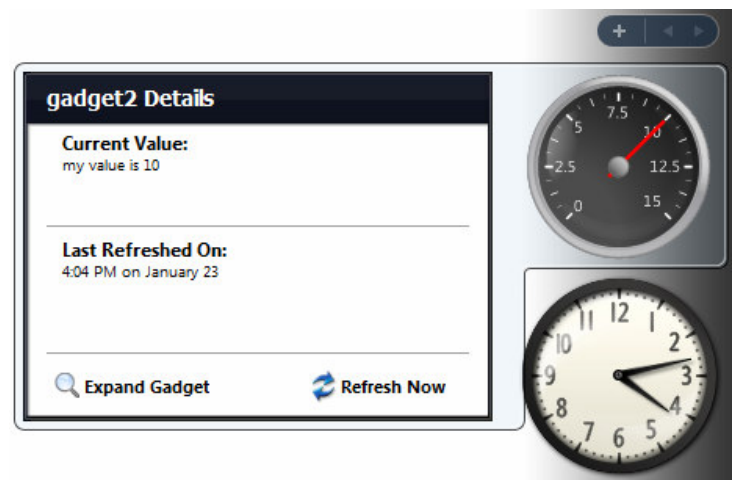 gadget2 Details
Current Value:
my value is 10
Last Refreshed On:
4:04 PM on January 23
Expand Gadget
Refresh Now
0
2.5
5
7.5
10
12.5
15
12
1
2
3
4
5
6
7
8
9
10
11